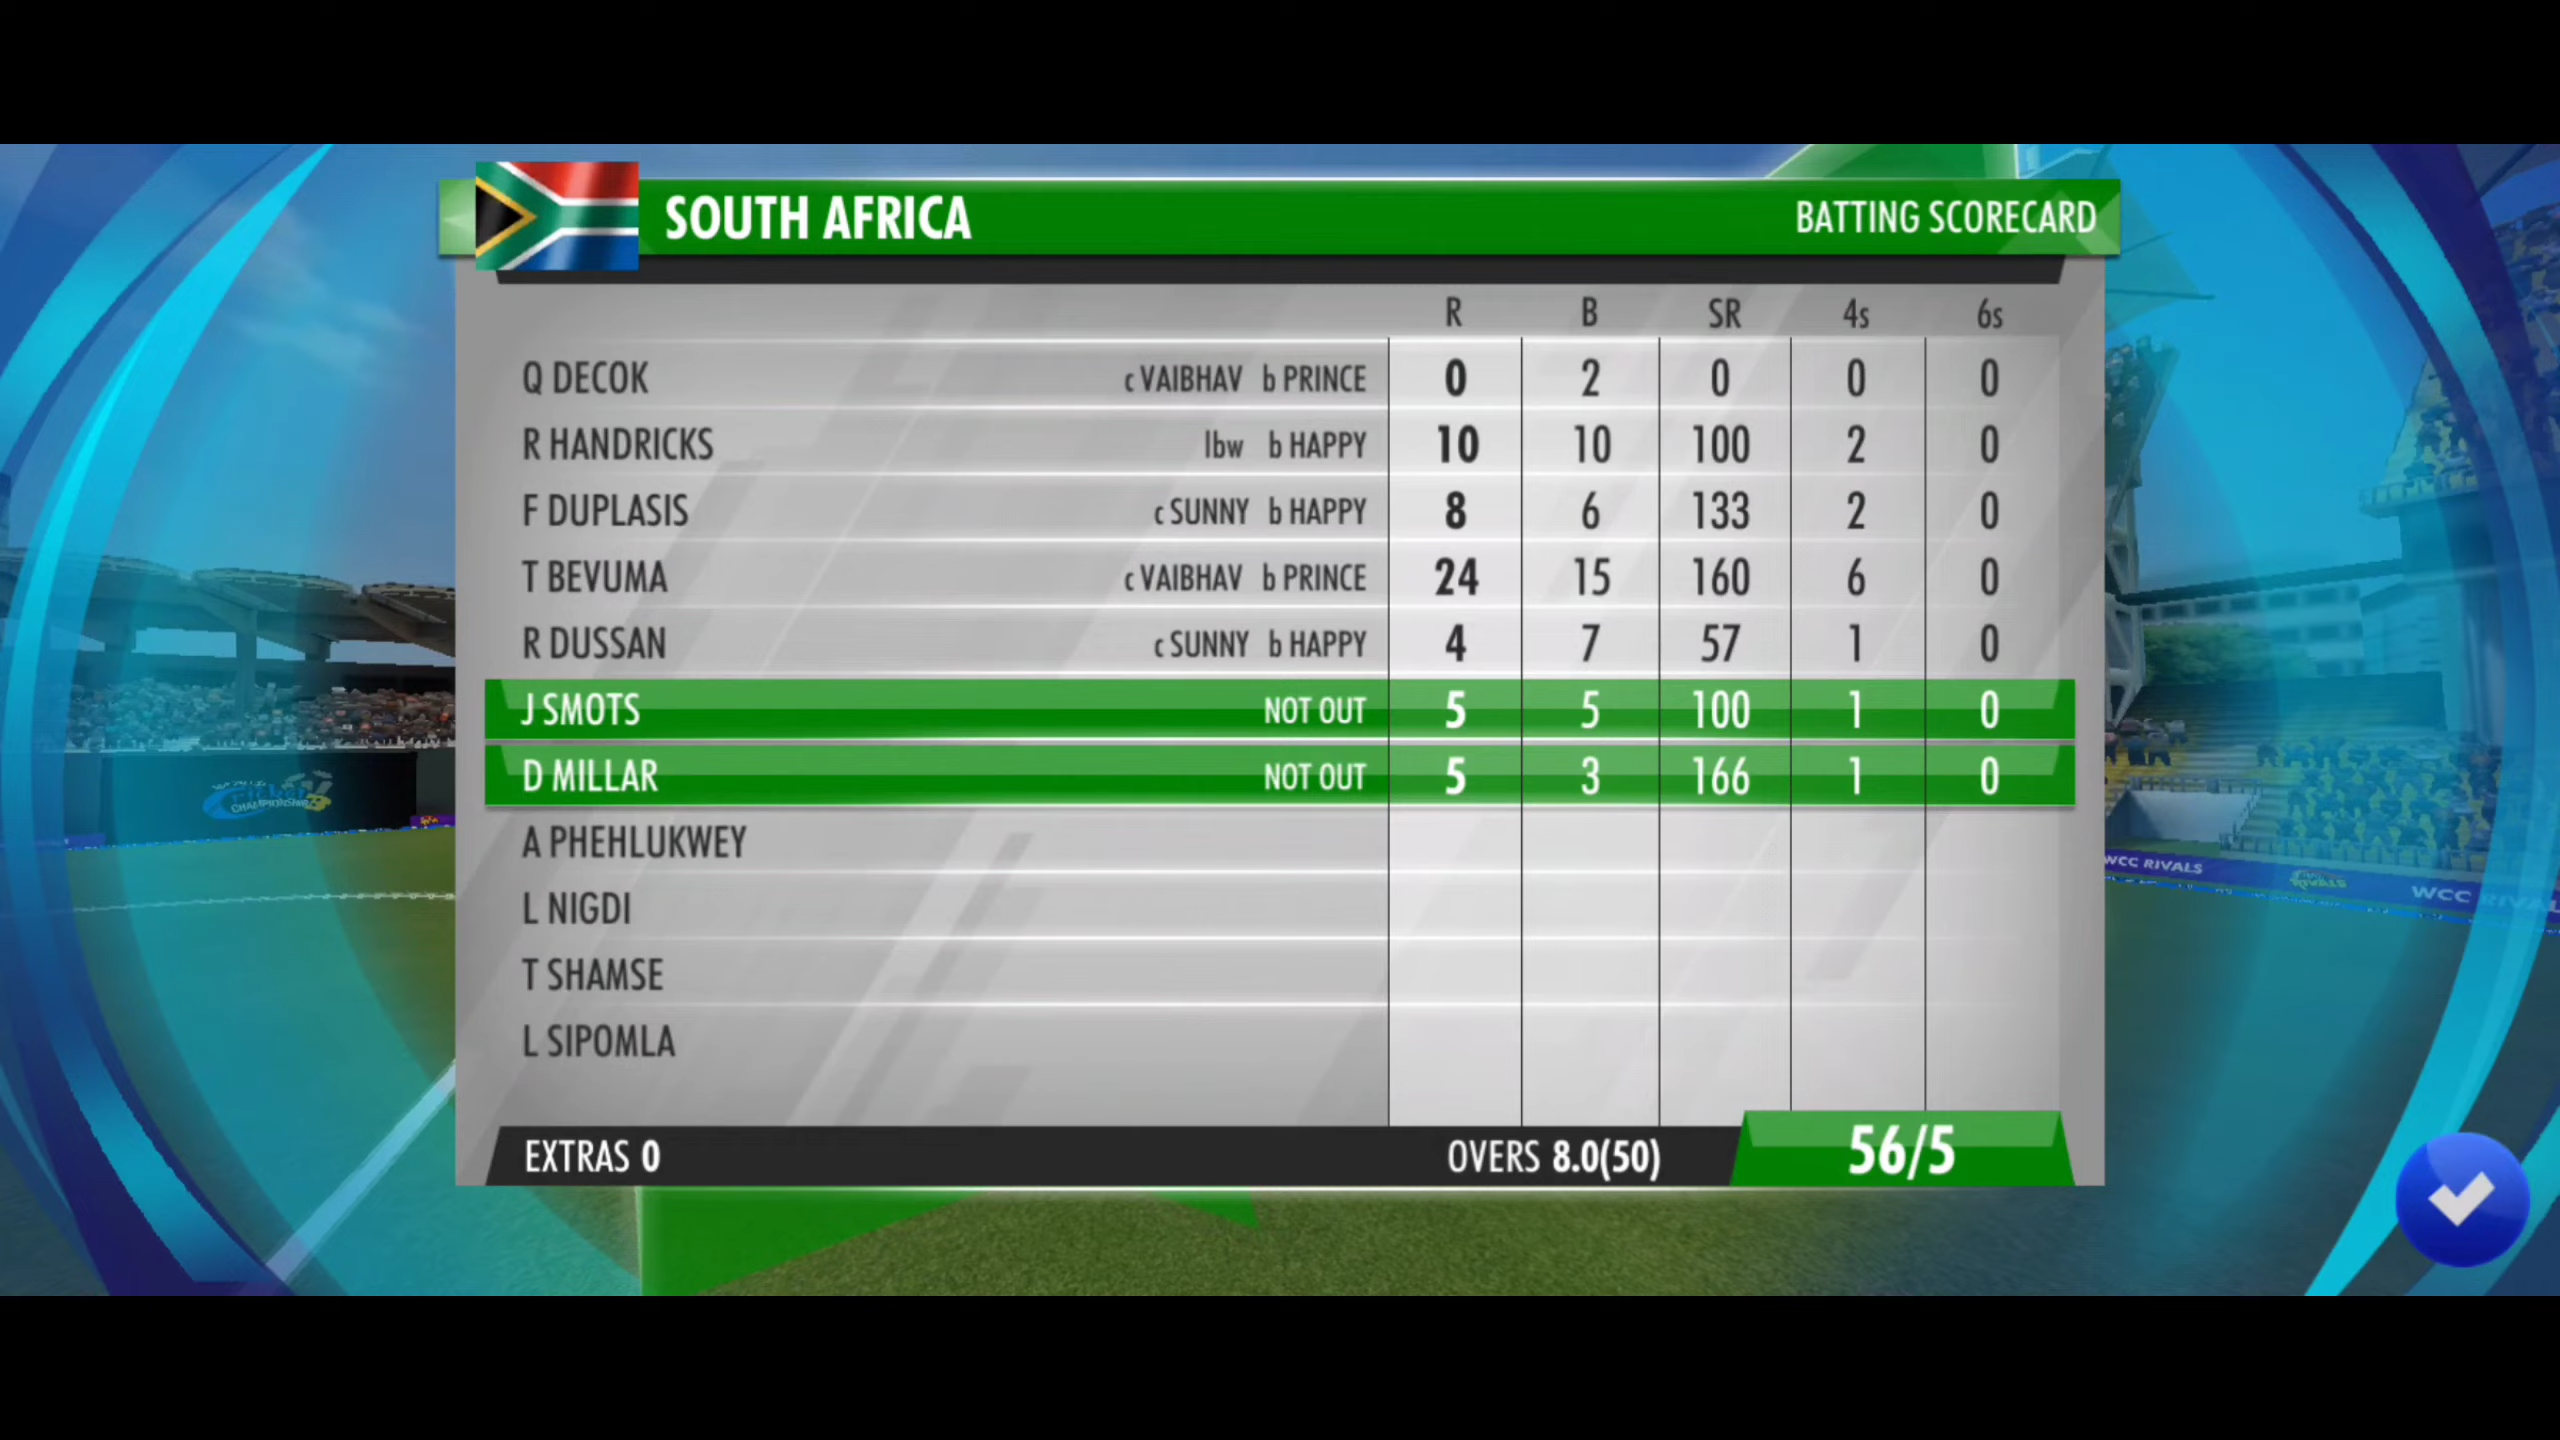 SOUTH AFRICA BATTING SCORECARD
R B SR 4s 6s
Q DECOK c VAIBHAV b PRINCE 0 2 0 0 0
R HANDRICKS lbw b HAPPY 10 10 100 2 0
F DUPLASIS c SUNNY b HAPPY 8 6 133 2 0
T BEVUMA c VAIBHAV b PRINCE 24 15 160 6 0
R DUSSAN c SUNNY b HAPPY 4 7 57 1 0
J SMOTS NOT OUT 5 5 100 1 0
D MILLAR NOT OUT 5 3 166 1 0
A PHEHLUKWEY
L NIGDI
T SHAMSE
L SIPOMLA
EXTRAS 0 OVERS 8.0(50) 56/5
Cricket
CHAMPIONSHIP
WCC RIVALS
RIVALS
WCC RIVAL